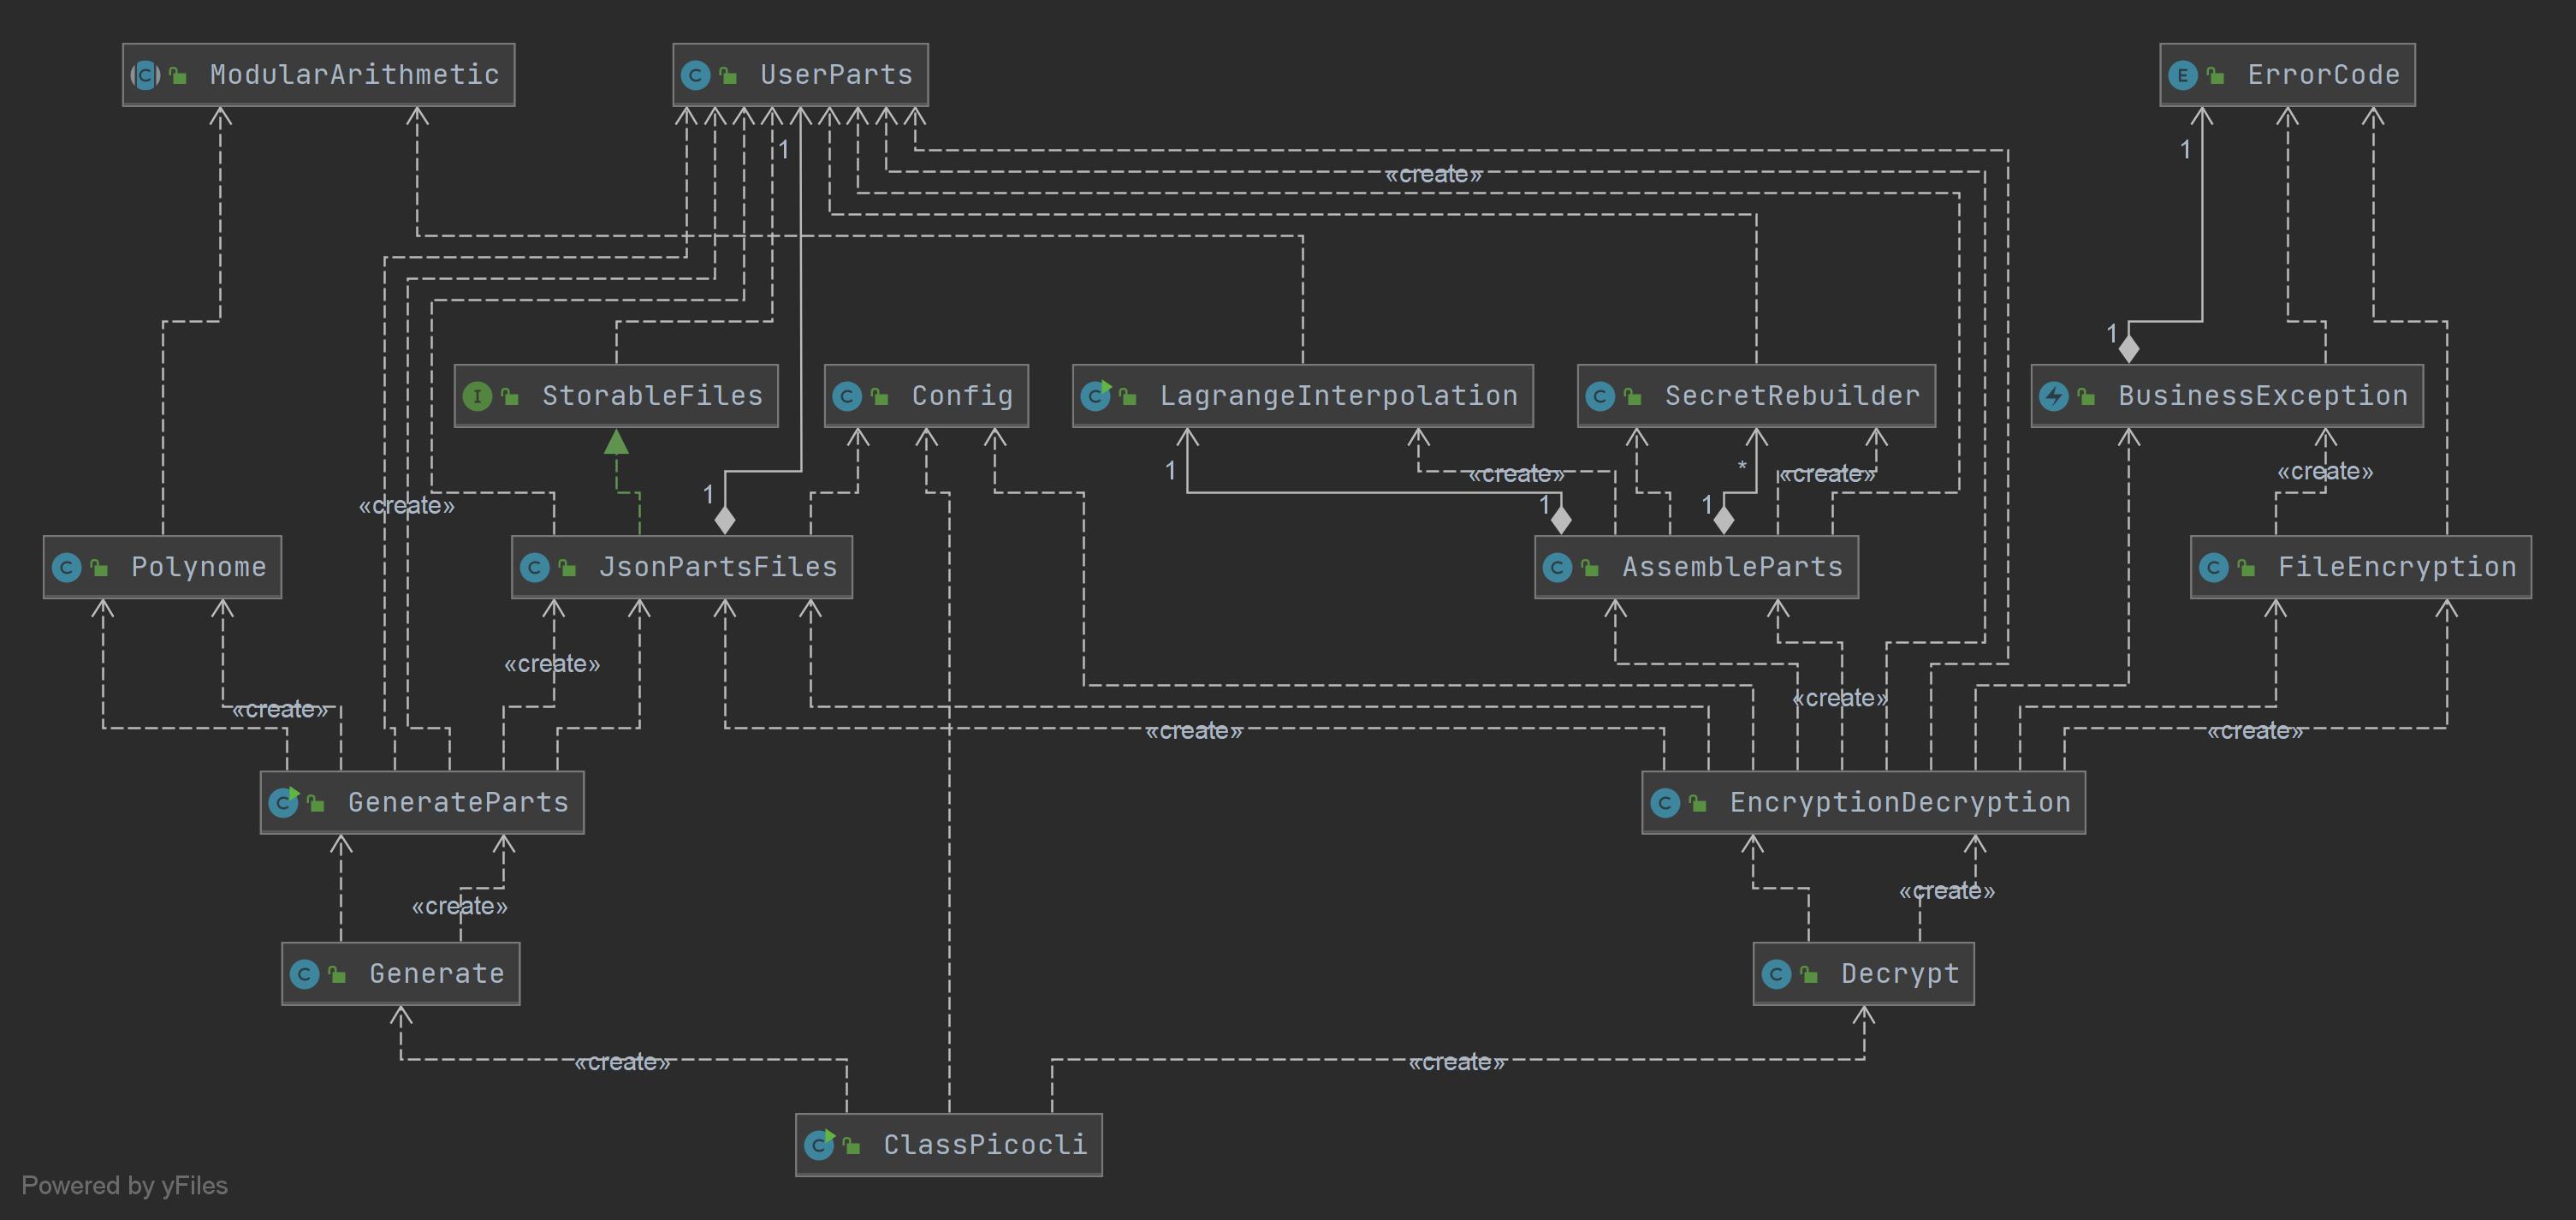 ModularArithmetic
UserParts
ErrorCode
1
1
«create»
1
StorableFiles
Config
LagrangeInterpolation
SecretRebuilder
BusinessException
1
*
«create»
«create»
«create»
«create»
1
1
1
Polynome
JsonPartsFiles
AssembleParts
FileEncryption
«create»
«create»
«create»
«create»
«create»
GenerateParts
EncryptionDecryption
«create»
«create»
Generate
Decrypt
«create»
«create»
ClassPicocli
Powered by yFiles